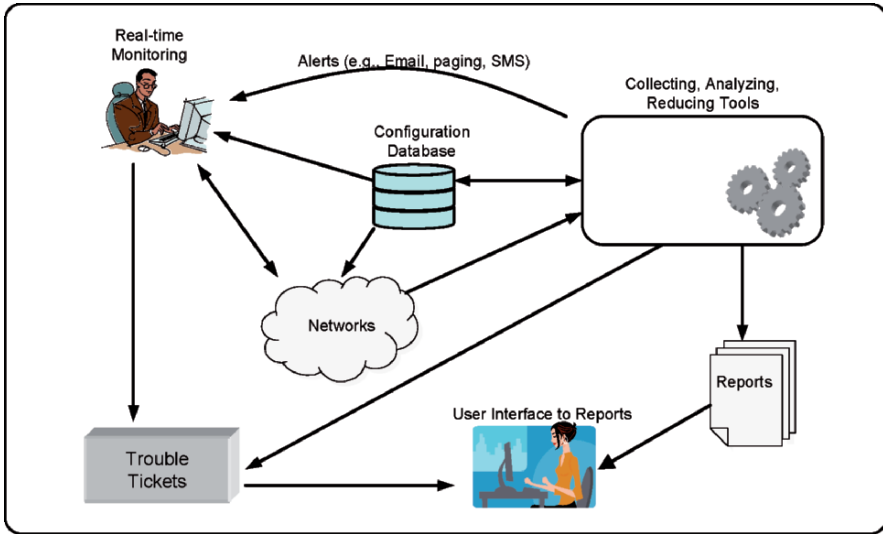 Real-time
Monitoring
Alerts (e.g., Email, paging, SMS)
Collecting, Analyzing,
Reducing Tools
Configuration
Database
Networks
Reports
User Interface to Reports
Trouble
Tickets